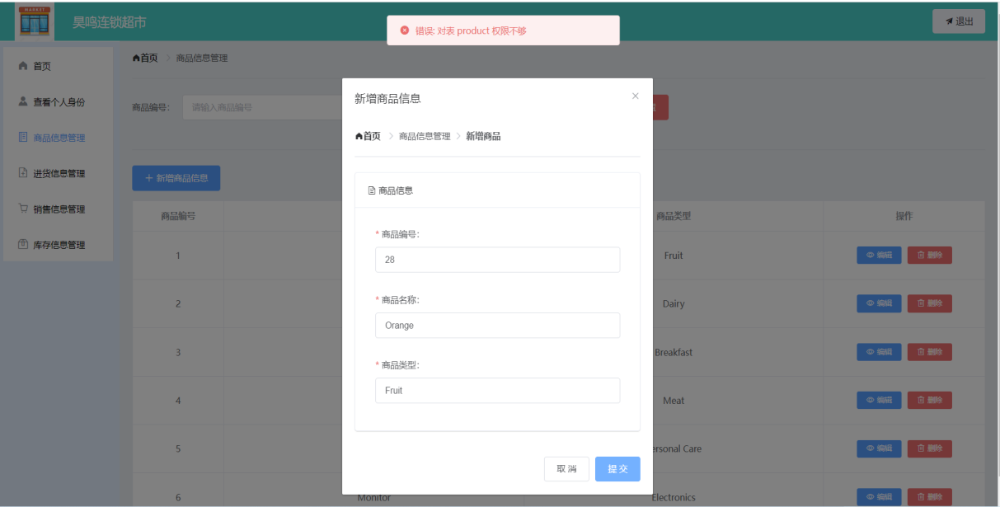 MARKET
昊鸣连锁超市
错误: 对表 product 权限不够
退出
首页
首页 > 商品信息管理
查看个人身份
商品信息管理
进货信息管理
销售信息管理
库存信息管理
商品编号:
请输入商品编号
+ 新增商品信息
商品编号
商品类型
操作
1
Fruit
编辑
删除
2
Dairy
编辑
删除
3
Breakfast
编辑
删除
4
Meat
编辑
删除
5
ersonal Care
编辑
删除
6
Monitor
Electronics
编辑
删除
新增商品信息
×
首页 > 商品信息管理 > 新增商品
商品信息
* 商品编号:
28
* 商品名称:
Orange
* 商品类型:
Fruit
取消
提交